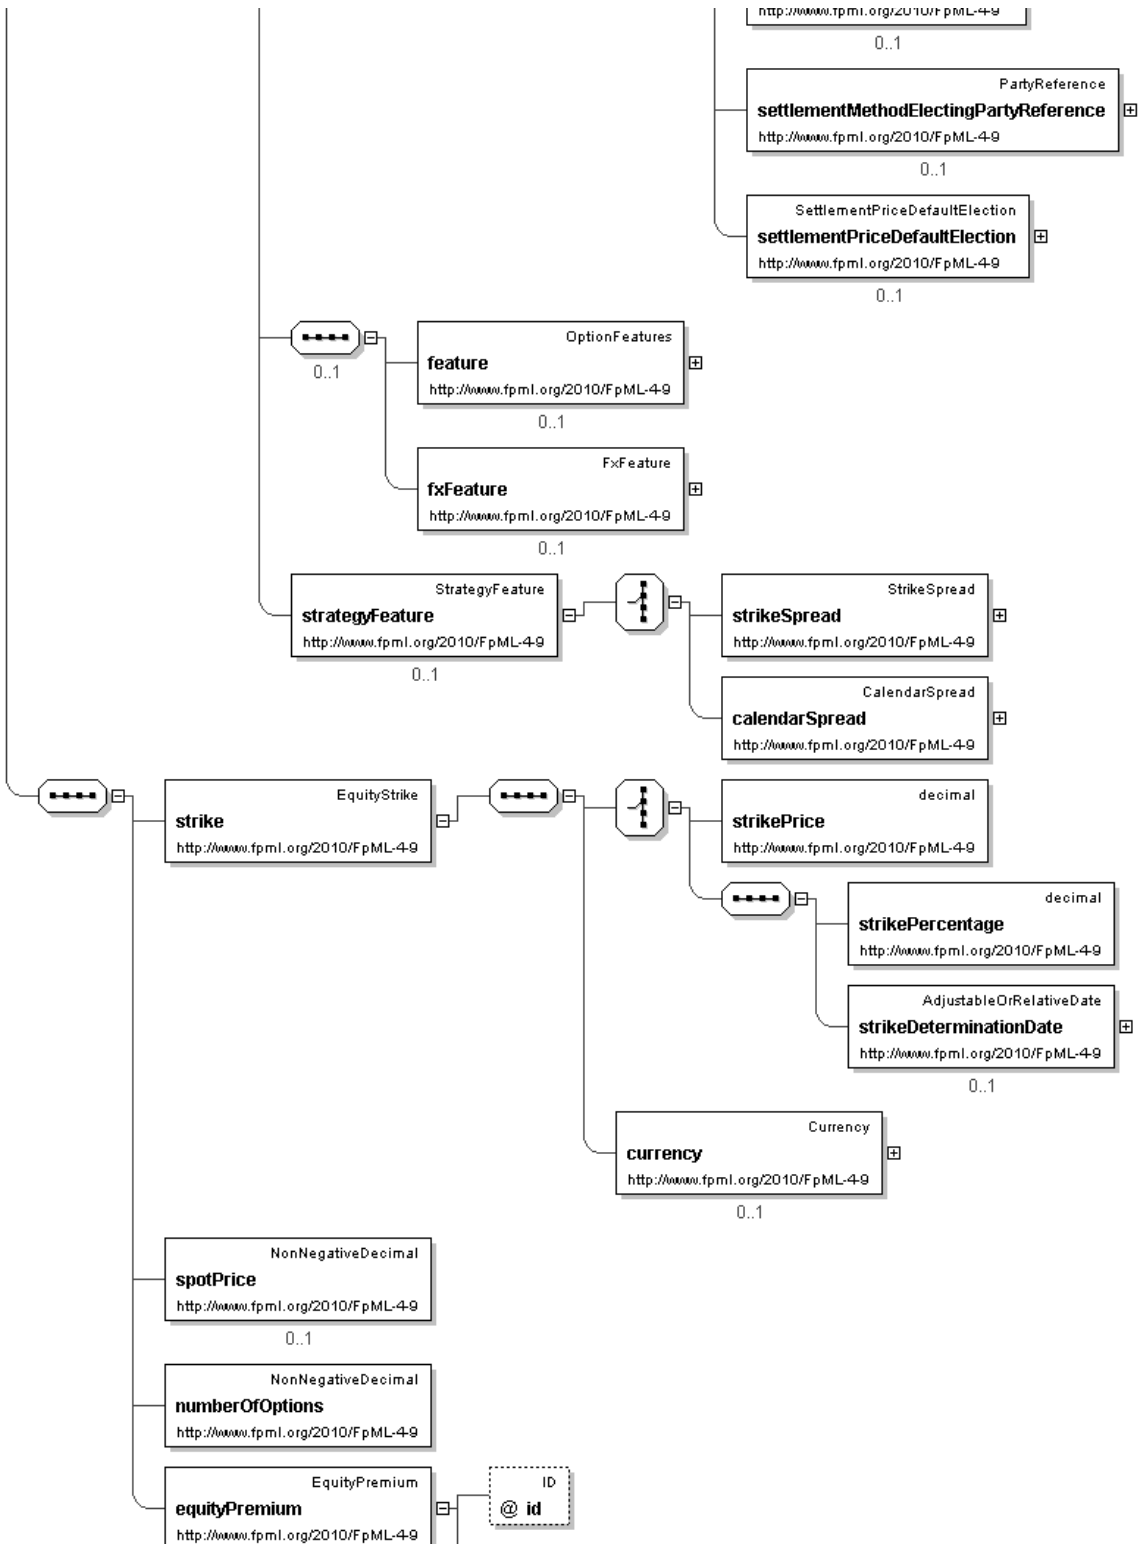 http://www.fpml.org/2010/FpML-4-9
0..1
PartyReference
settlementMethodElectingPartyReference
http://www.fpml.org/2010/FpML-4-9
0..1
SettlementPriceDefaultElection
settlementPriceDefaultElection
http://www.fpml.org/2010/FpML-4-9
0..1
OptionFeatures
feature
http://www.fpml.org/2010/FpML-4-9
0..1
0..1
FxFeature
fxFeature
http://www.fpml.org/2010/FpML-4-9
0..1
StrategyFeature
strategyFeature
http://www.fpml.org/2010/FpML-4-9
0..1
StrikeSpread
strikeSpread
http://www.fpml.org/2010/FpML-4-9
CalendarSpread
calendarSpread
http://www.fpml.org/2010/FpML-4-9
EquityStrike
strike
http://www.fpml.org/2010/FpML-4-9
decimal
strikePrice
http://www.fpml.org/2010/FpML-4-9
decimal
strikePercentage
http://www.fpml.org/2010/FpML-4-9
AdjustableOrRelativeDate
strikeDeterminationDate
http://www.fpml.org/2010/FpML-4-9
0..1
Currency
currency
http://www.fpml.org/2010/FpML-4-9
0..1
NonNegativeDecimal
spotPrice
http://www.fpml.org/2010/FpML-4-9
0..1
NonNegativeDecimal
numberOfOptions
http://www.fpml.org/2010/FpML-4-9
EquityPremium
equityPremium
http://www.fpml.org/2010/FpML-4-9
ID
@ id